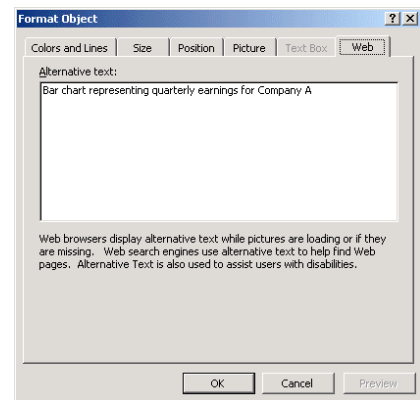 Format Object
Colors and Lines Size Position Picture Text Box Web
Alternative text:
Bar chart representing quarterly earnings for Company A
Web browsers display alternative text while pictures are loading or if they
are missing. Web search engines use alternative text to help find Web
pages. Alternative Text is also used to assist users with disabilities.
OK Cancel Preview